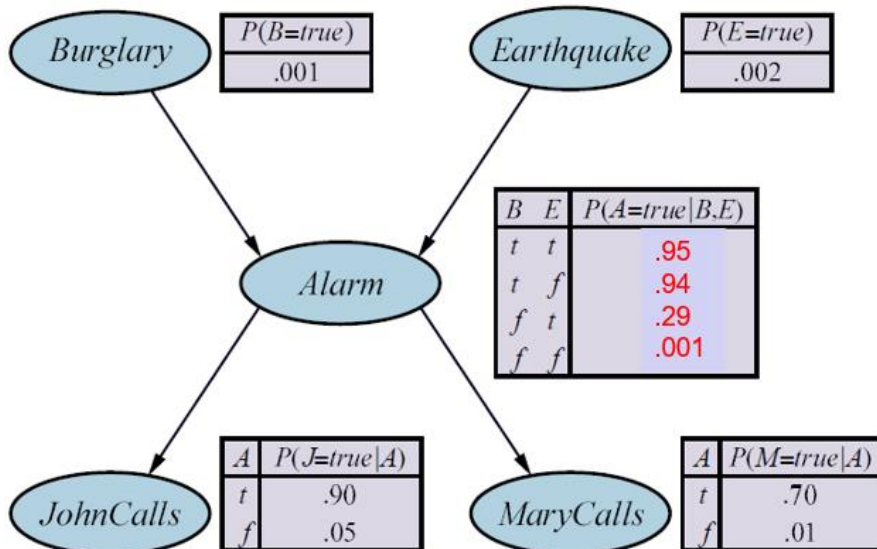 Burglary
P(B=true)
.001
Earthquake
P(E=true)
.002
B E P(A=true|B,E)
t t .95
t f .94
f t .29
f f .001
Alarm
JohnCalls
A P(J=true|A)
t .90
f .05
MaryCalls
A P(M=true|A)
t .70
f .01